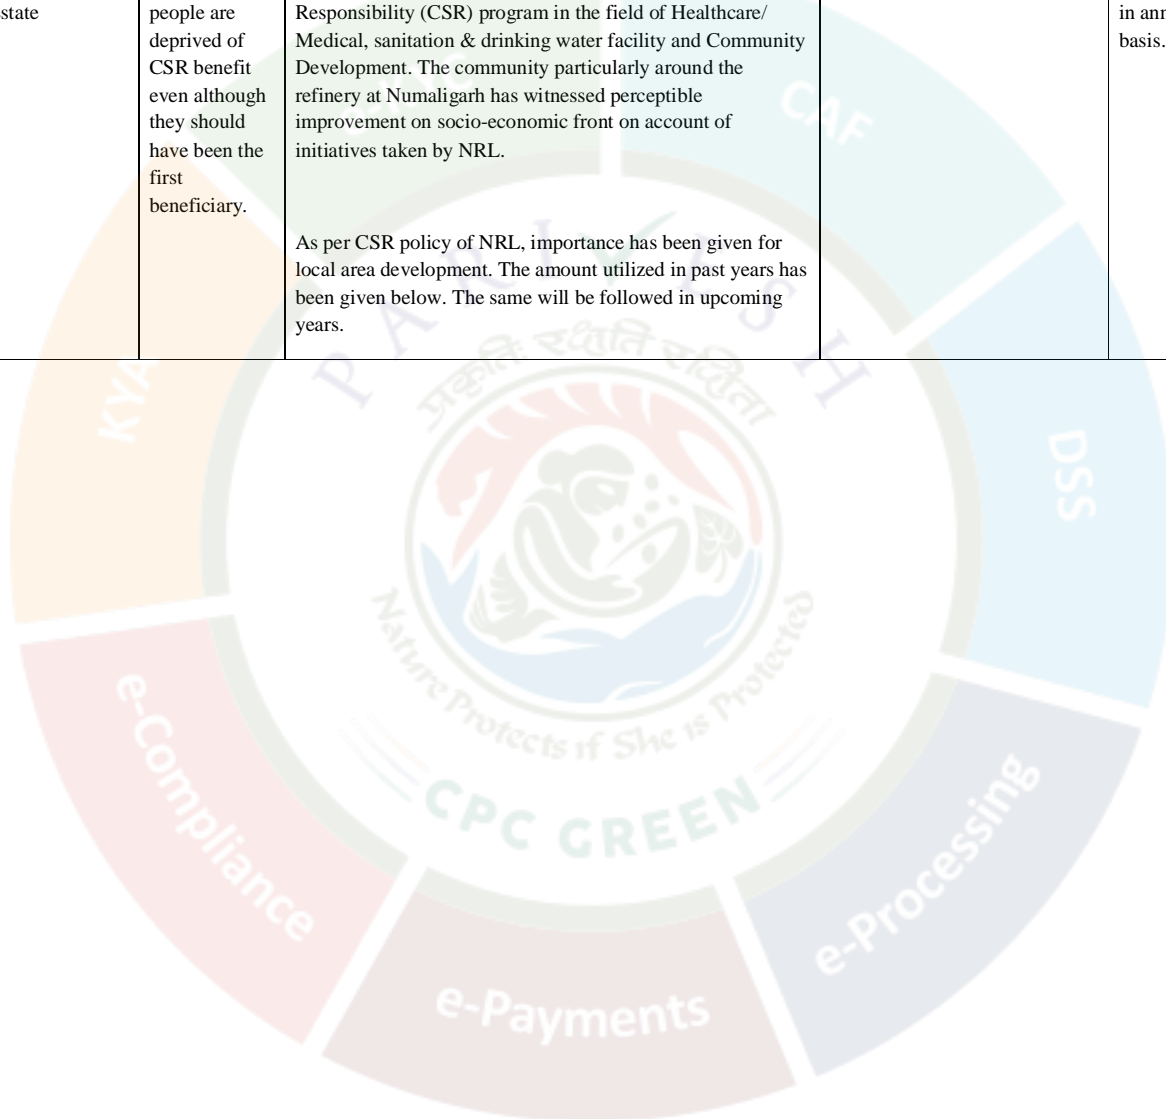 state
people are
deprived of
CSR benefit
even although
they should
have been the
first
beneficiary.
Responsibility (CSR) program in the field of Healthcare/
Medical, sanitation & drinking water facility and Community
Development. The community particularly around the
refinery at Numaligarh has witnessed perceptible
improvement on socio-economic front on account of
initiatives taken by NRL.
As per CSR policy of NRL, importance has been given for
local area development. The amount utilized in past years has
been given below. The same will be followed in upcoming
years.
basis.
CAF
PARIVESH
प्रकृतिः रक्षति रक्षिता
KYA
DSS
Nature Protects if She is Protected
CPC GREEN
e-Compliance
e-Processing
e-Payments